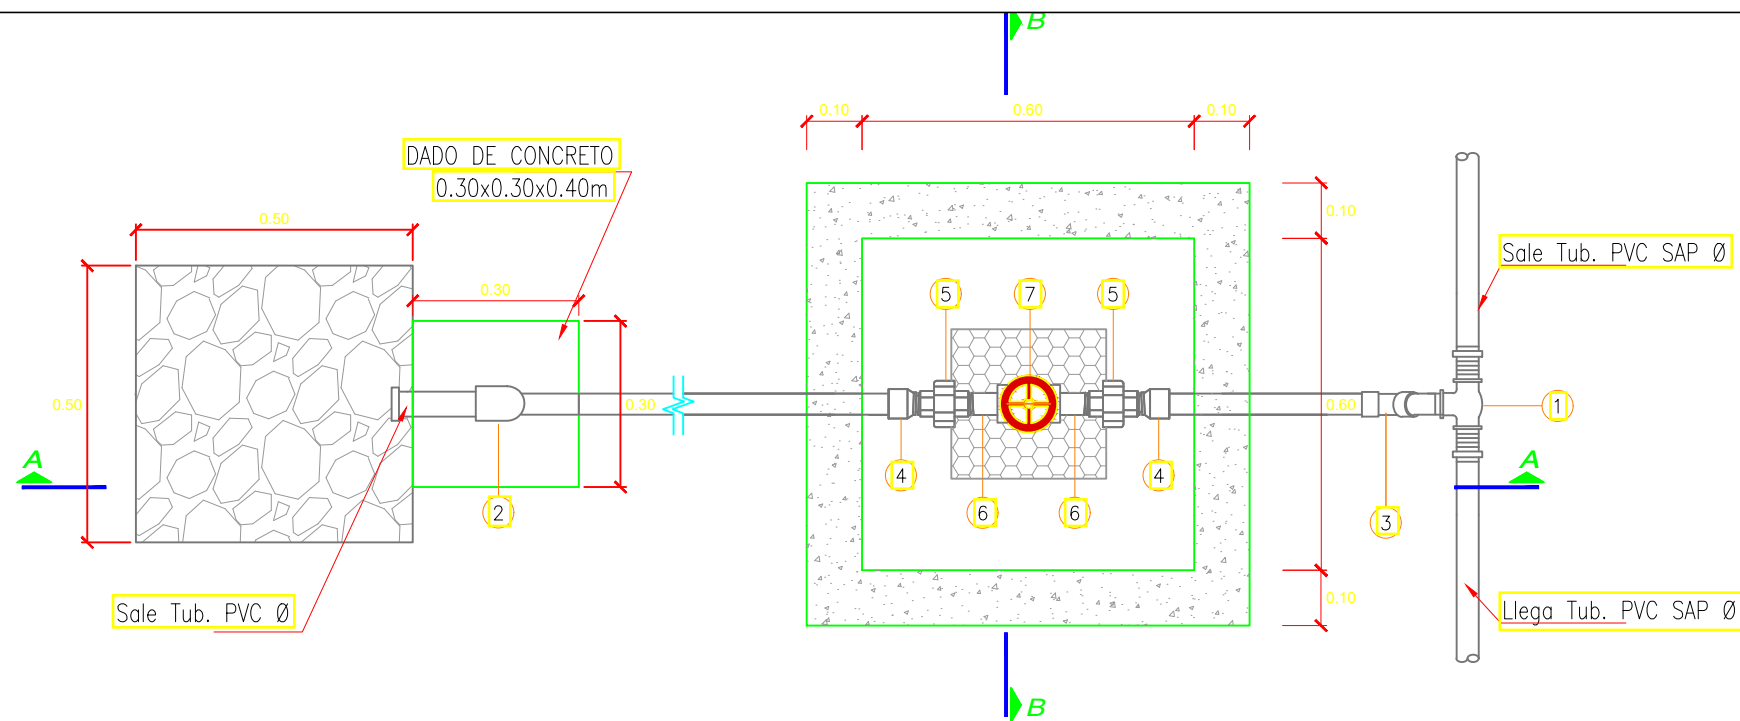 B
0.10
0.60
0.10
DADO DE CONCRETO
0.30x0.30x0.40m
0.50
0.10
Sale Tub. PVC SAP Ø
0.30
5
7
5
0.50
0.30
0.60
1
A
A
4
4
2
6
6
3
Sale Tub. PVC Ø
0.10
Llega Tub. PVC SAP Ø
B